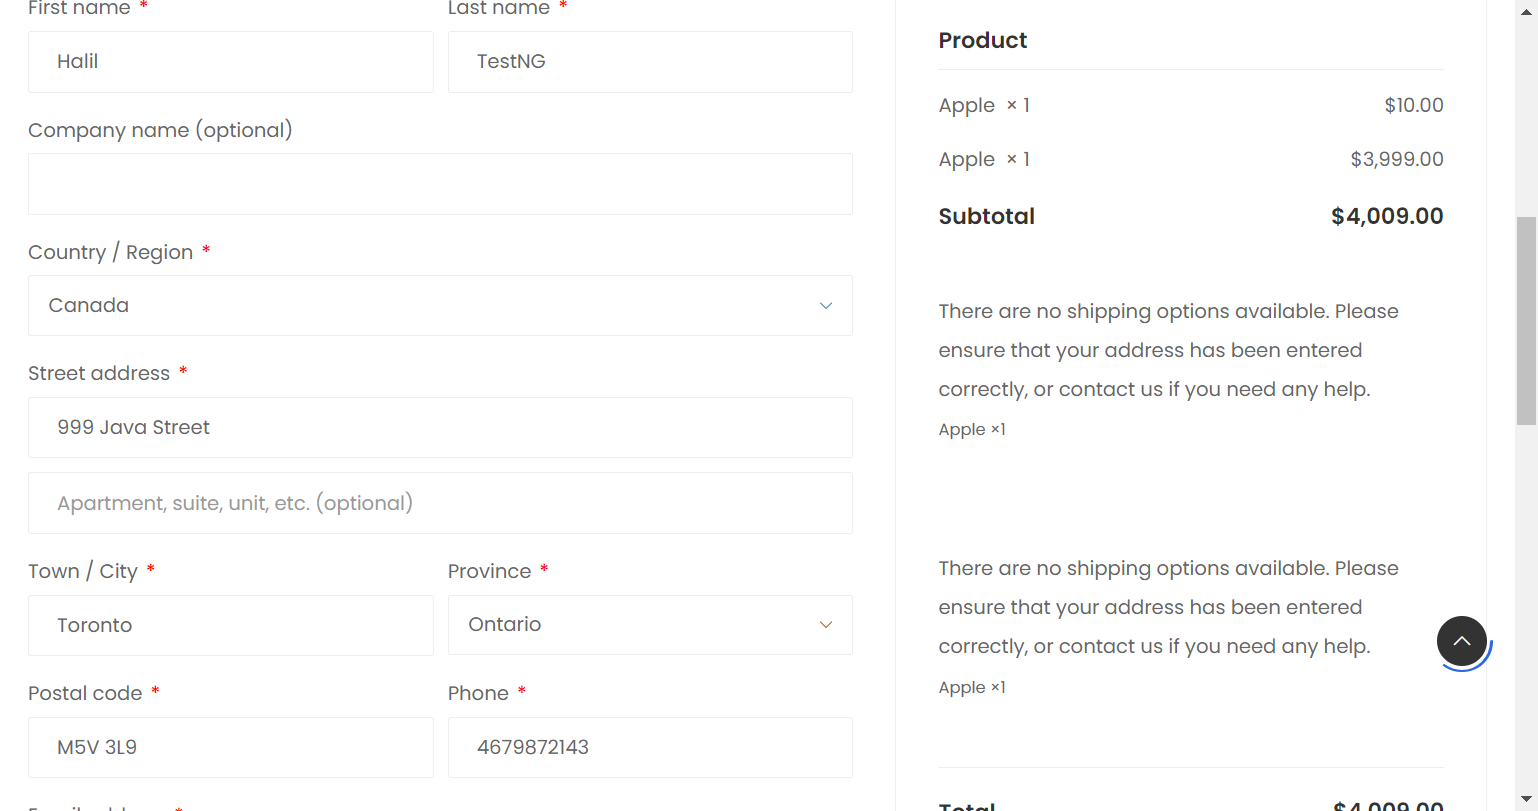 First name *
Last name *
Halil
TestNG
Company name (optional)
Country / Region *
Canada
Street address *
999 Java Street
Apartment, suite, unit, etc. (optional)
Town / City *
Province *
Toronto
Ontario
Postal code *
Phone *
M5V 3L9
4679872143
Product
Apple × 1 $10.00
Apple × 1 $3,999.00
Subtotal $4,009.00
There are no shipping options available. Please
ensure that your address has been entered
correctly, or contact us if you need any help.
Apple ×1
There are no shipping options available. Please
ensure that your address has been entered
correctly, or contact us if you need any help.
Apple ×1
Total $4,009.00